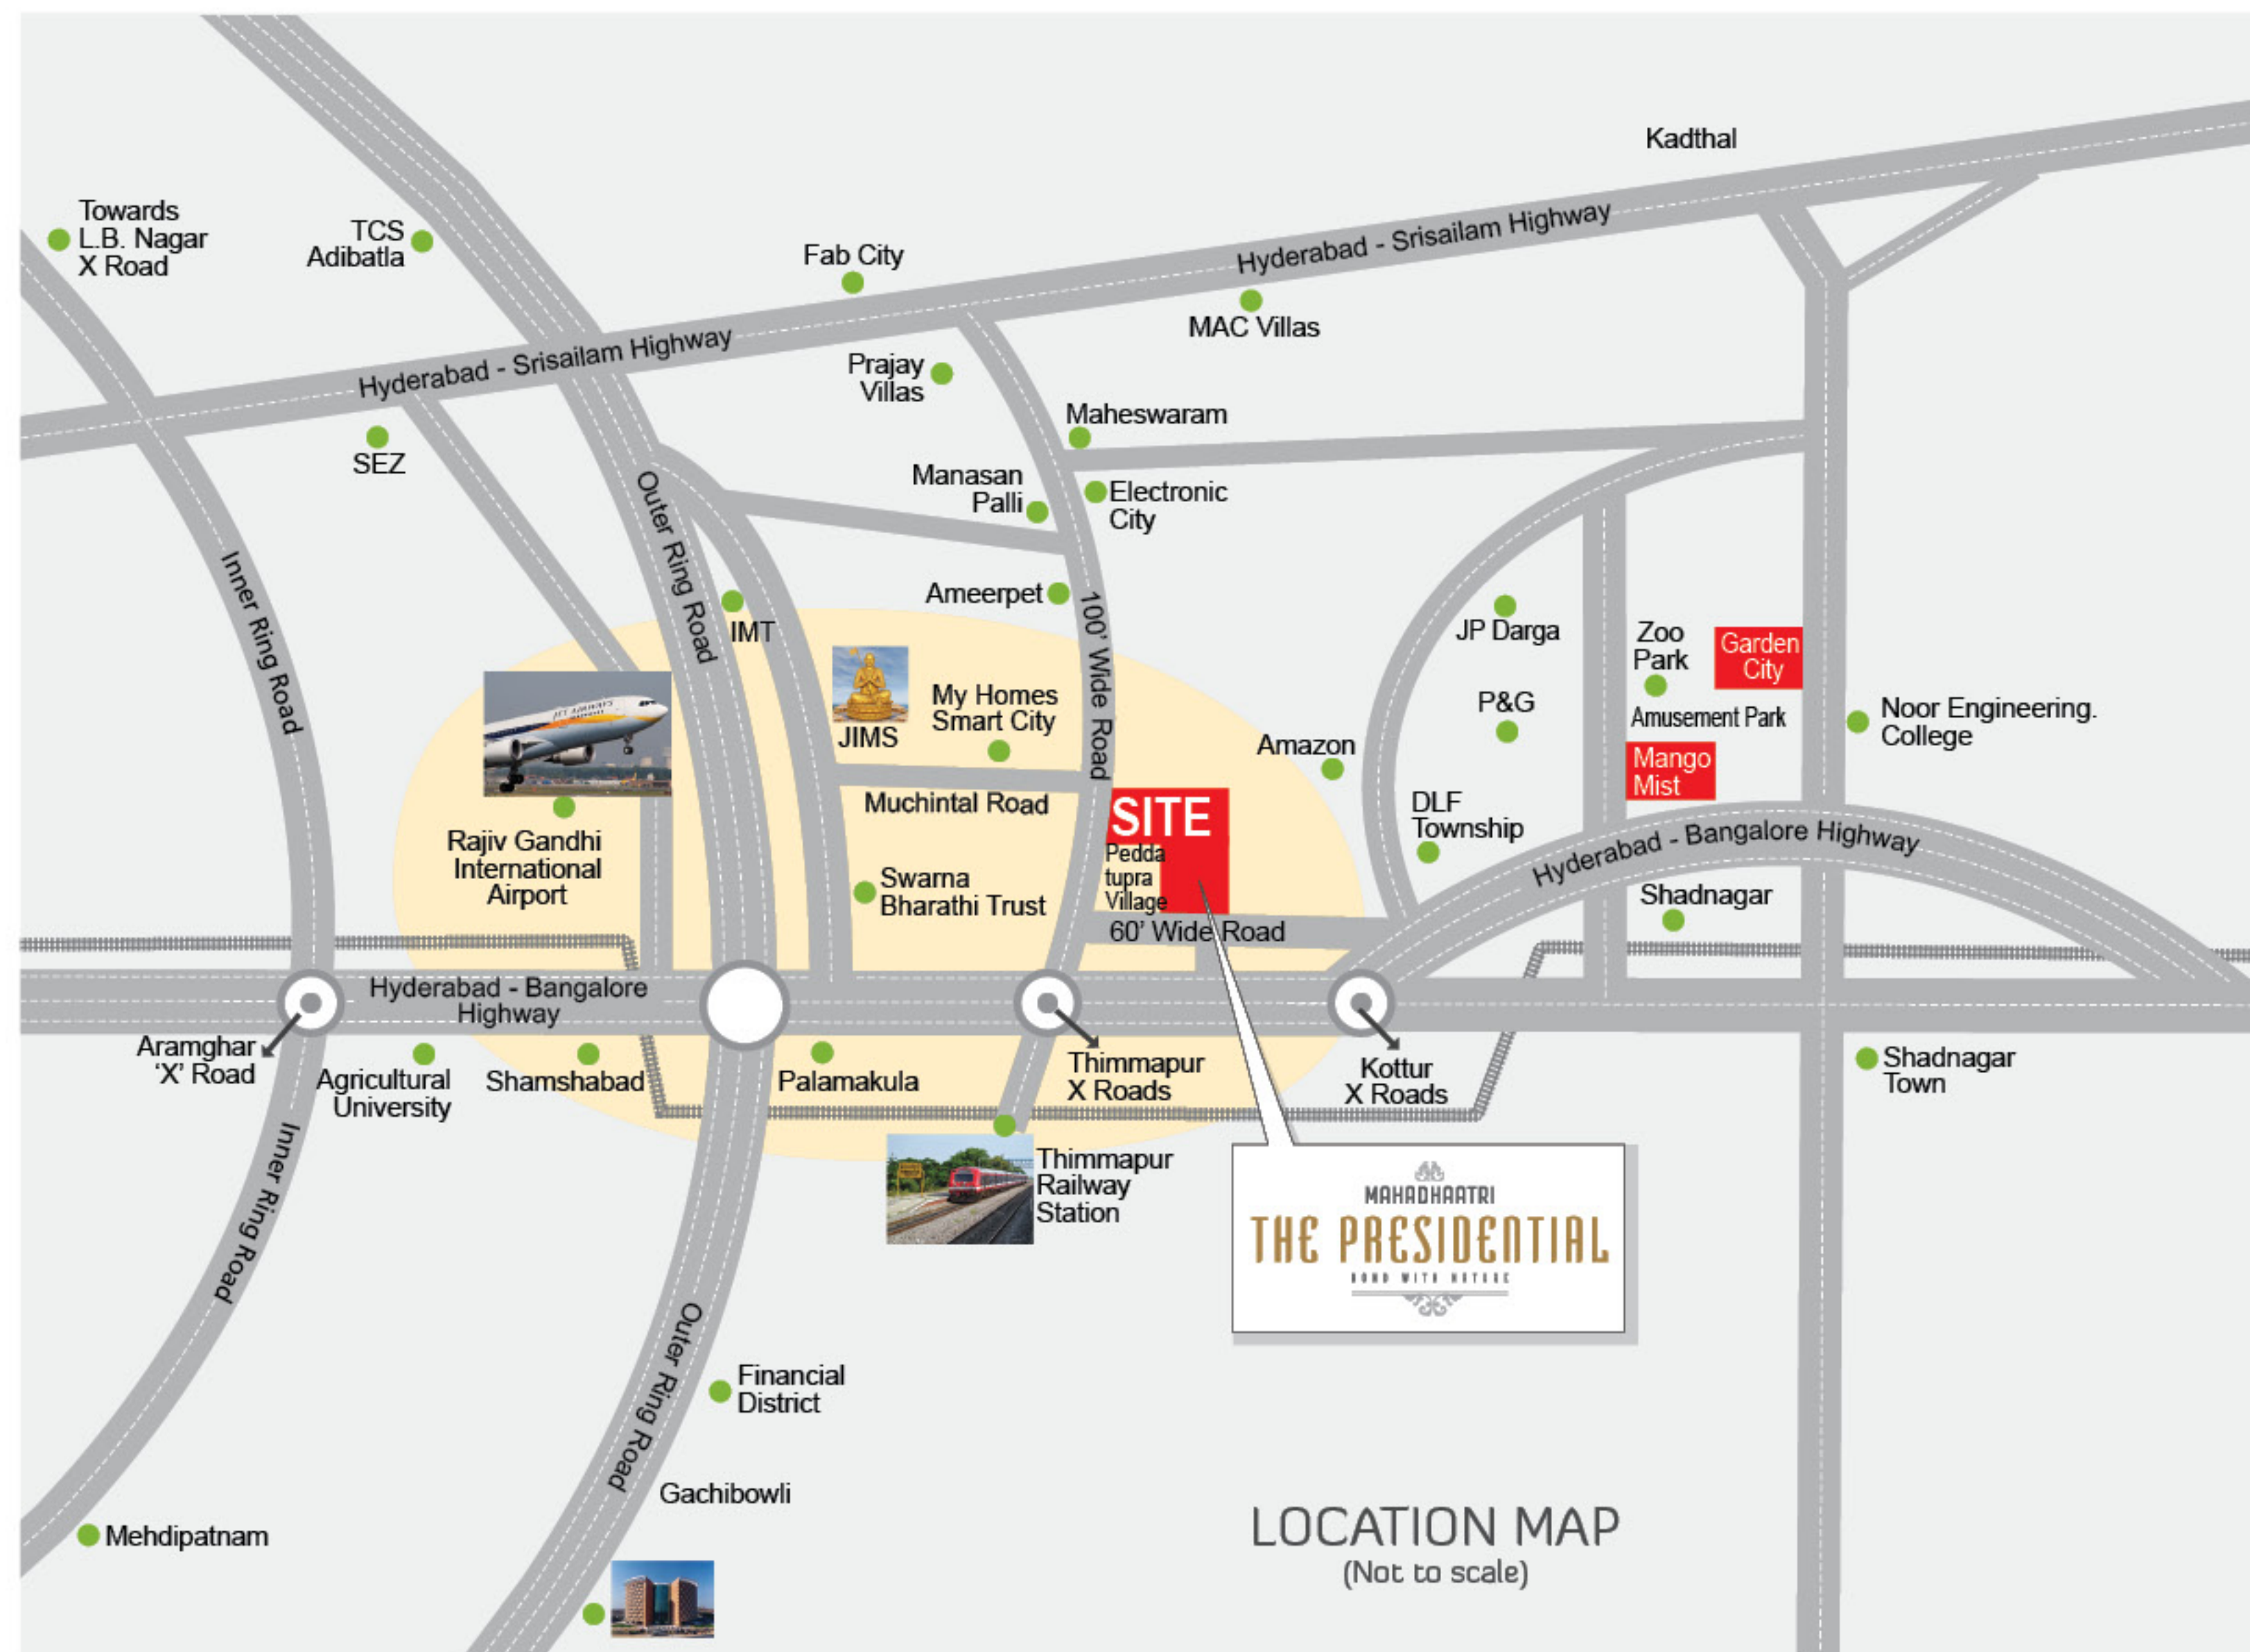 Kadthal
Towards
L.B. Nagar
X Road
TCS
Adibatla
Fab City
Hyderabad - Srisailam Highway
MAC Villas
Hyderabad - Srisailam Highway
Prajay
Villas
Maheswaram
SEZ
Manasan
Palli
Electronic
City
Outer Ring Road
Inner Ring Road
Ameerpet
100’ Wide Road
IMT
JP Darga
Zoo
Park
Garden
City
My Homes
Smart City
JIMS
P&G
Amusement Park
Noor Engineering.
College
Amazon
Mango
Mist
JET AIRWAYS
Muchintal Road
SITE
Pedda
tupra
Village
DLF
Township
Hyderabad - Bangalore Highway
Rajiv Gandhi
International
Airport
Swarna
Bharathi Trust
Shadnagar
60’ Wide Road
Hyderabad - Bangalore
Highway
Aramghar
‘X’ Road
Agricultural
University
Shamshabad
Palamakula
Thimmapur
X Roads
Kottur
X Roads
Shadnagar
Town
Inner Ring Road
Thimmapur
Railway
Station
MAHADHAATRI
THE PRESIDENTIAL
BOND WITH NATURE
Outer Ring Road
Financial
District
Gachibowli
Mehdipatnam
LOCATION MAP
(Not to scale)